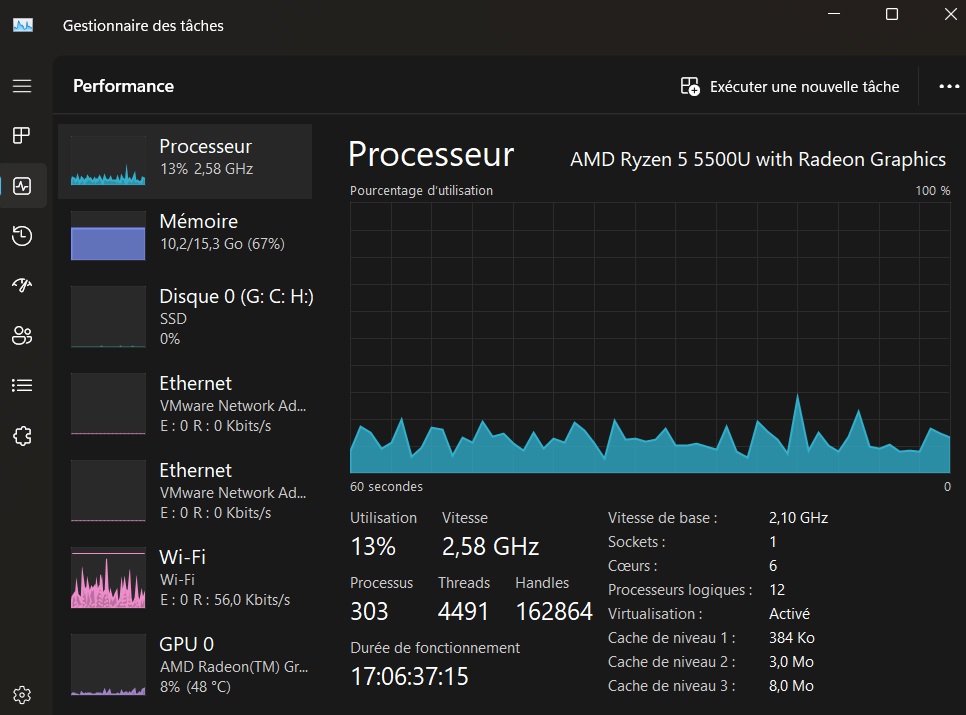 Gestionnaire des tâches
Performance
Exécuter une nouvelle tâche
Processeur
13% 2,58 GHz
Mémoire
10,2/15,3 Go (67%)
Disque 0 (G: C: H:)
SSD
0%
Ethernet
VMware Network Ad...
E : 0 R : 0 Kbits/s
Ethernet
VMware Network Ad...
E : 0 R : 0 Kbits/s
Wi-Fi
Wi-Fi
E : 0 R : 56,0 Kbits/s
GPU 0
AMD Radeon(TM) Gr...
8% (48 °C)
Processeur
AMD Ryzen 5 5500U with Radeon Graphics
Pourcentage d'utilisation
100 %
60 secondes
0
Utilisation Vitesse
13% 2,58 GHz
Processus Threads Handles
303 4491 162864
Durée de fonctionnement
17:06:37:15
Vitesse de base : 2,10 GHz
Sockets : 1
Cœurs : 6
Processeurs logiques : 12
Virtualisation : Activé
Cache de niveau 1 : 384 Ko
Cache de niveau 2 : 3,0 Mo
Cache de niveau 3 : 8,0 Mo